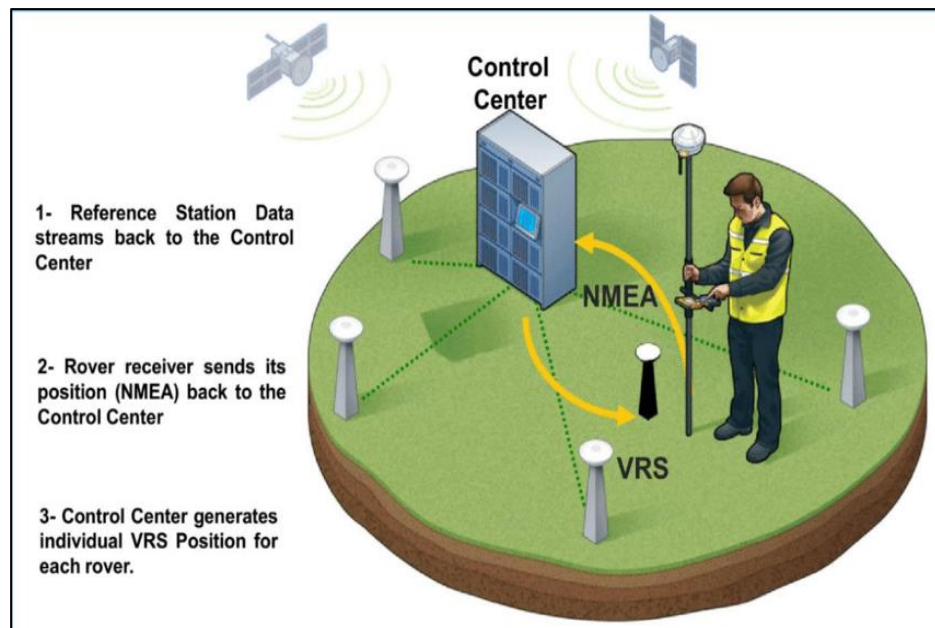 Control
Center
1- Reference Station Data
streams back to the Control
Center
NMEA
2- Rover receiver sends its
position (NMEA) back to the
Control Center
VRS
3- Control Center generates
individual VRS Position for
each rover.